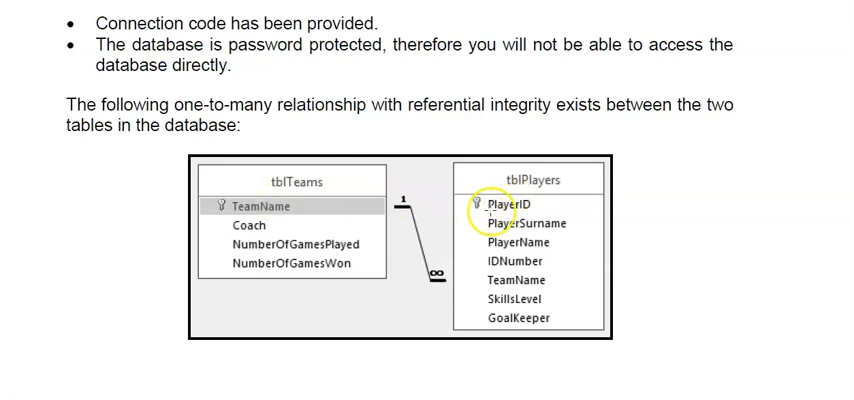 • Connection code has been provided.
• The database is password protected, therefore you will not be able to access the
database directly.
The following one-to-many relationship with referential integrity exists between the two
tables in the database:
tblTeams
TeamName
Coach
NumberOfGamesPlayed
NumberOfGamesWon
1
∞
tblPlayers
PlayerID
PlayerSurname
PlayerName
IDNumber
TeamName
SkillsLevel
GoalKeeper